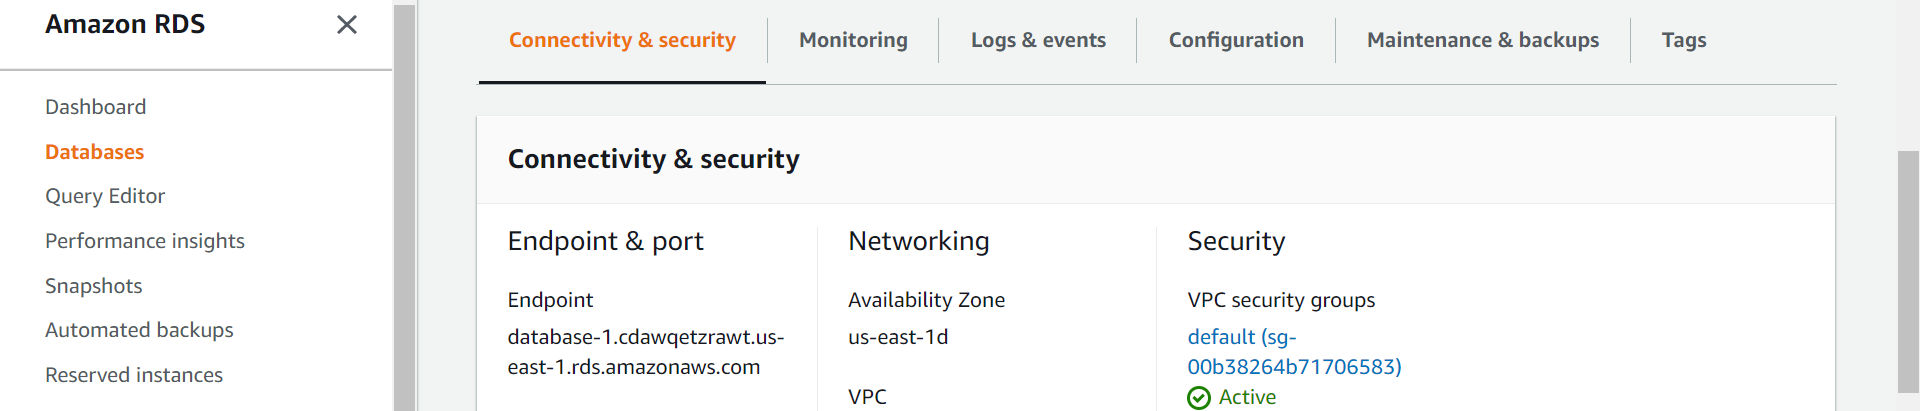 Amazon RDS
Dashboard
Databases
Query Editor
Performance insights
Snapshots
Automated backups
Reserved instances
Connectivity & security
Monitoring
Logs & events
Configuration
Maintenance & backups
Tags
Connectivity & security
Endpoint & port
Endpoint
database-1.cdawqetzrawt.us-
east-1.rds.amazonaws.com
Networking
Availability Zone
us-east-1d
VPC
Security
VPC security groups
default (sg-
00b38264b71706583)
Active